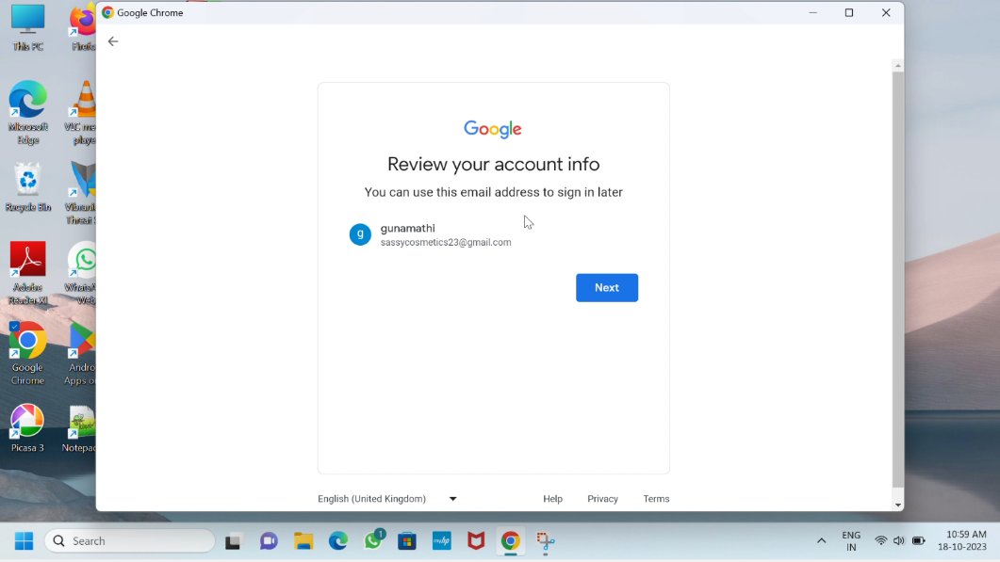 Google Chrome
This PC
Firefo
Microsoft
Edge
VLC me
playe
Recycle Bin
Vibrani
Threat S
Adobe
Reader XI
WhatsA
Web
Google
Chrome
Andro
Apps o
Picasa 3
Notepad
Google
Review your account info
You can use this email address to sign in later
g
gunamathi
sassycosmetics23@gmail.com
Next
English (United Kingdom)
Help
Privacy
Terms
Search
1
myhp
ENG
IN
10:59 AM
18-10-2023